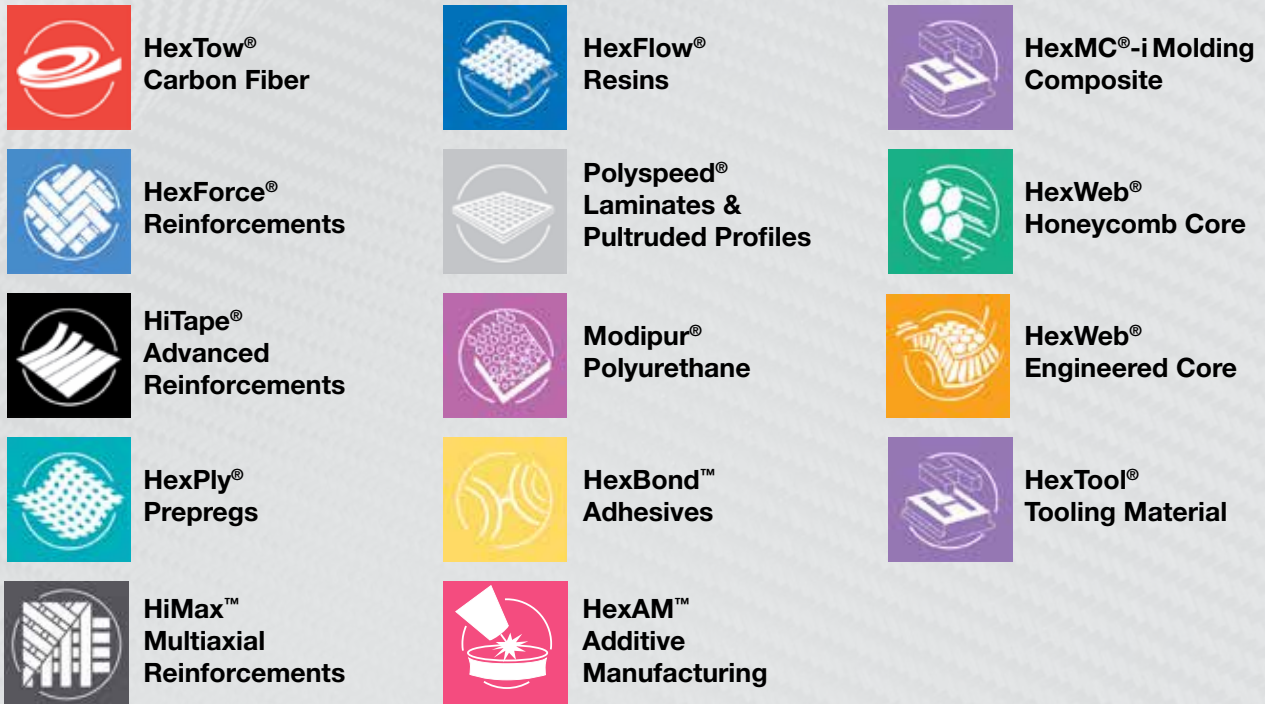 HexTow®
Carbon Fiber
HexForce®
Reinforcements
HiTape®
Advanced
Reinforcements
HexPly®
Prepregs
HiMax™
Multiaxial
Reinforcements
HexFlow®
Resins
Polyspeed®
Laminates &
Pultruded Profiles
Modipur®
Polyurethane
HexBond™
Adhesives
HexAM™
Additive
Manufacturing
HexMC®-i Molding
Composite
HexWeb®
Honeycomb Core
HexWeb®
Engineered Core
HexTool®
Tooling Material